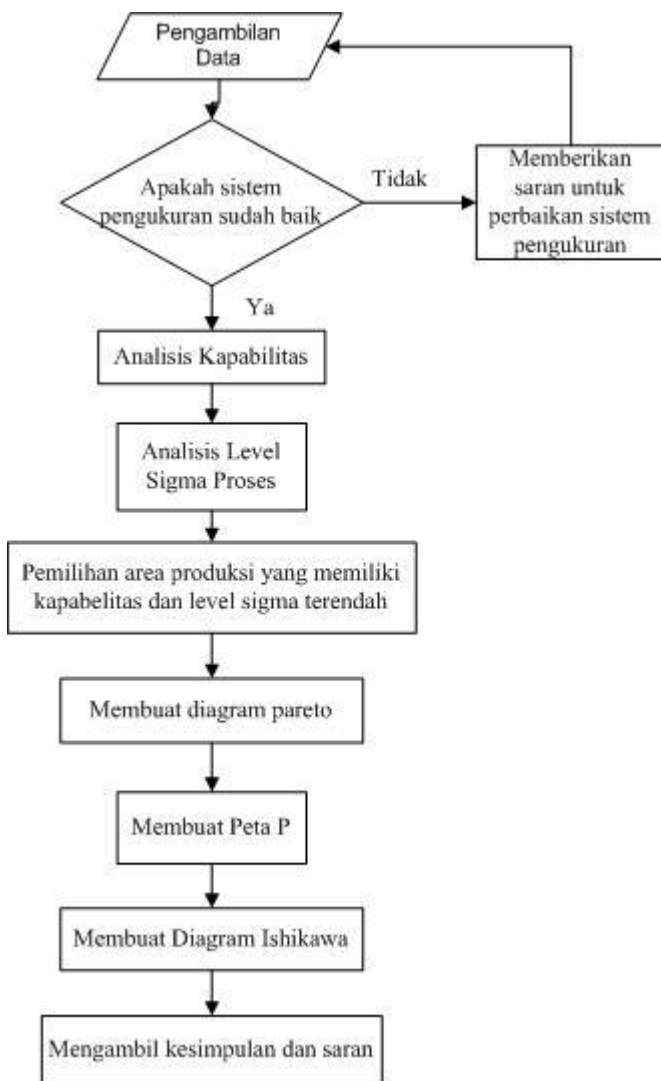 Pengambilan
Data
Apakah sistem
pengukuran sudah baik
Tidak
Memberikan
saran untuk
perbaikan sistem
pengukuran
Ya
Analisis Kapabilitas
Analisis Level
Sigma Proses
Pemilihan area produksi yang memiliki
kapabelitas dan level sigma terendah
Membuat diagram pareto
Membuat Peta P
Membuat Diagram Ishikawa
Mengambil kesimpulan dan saran